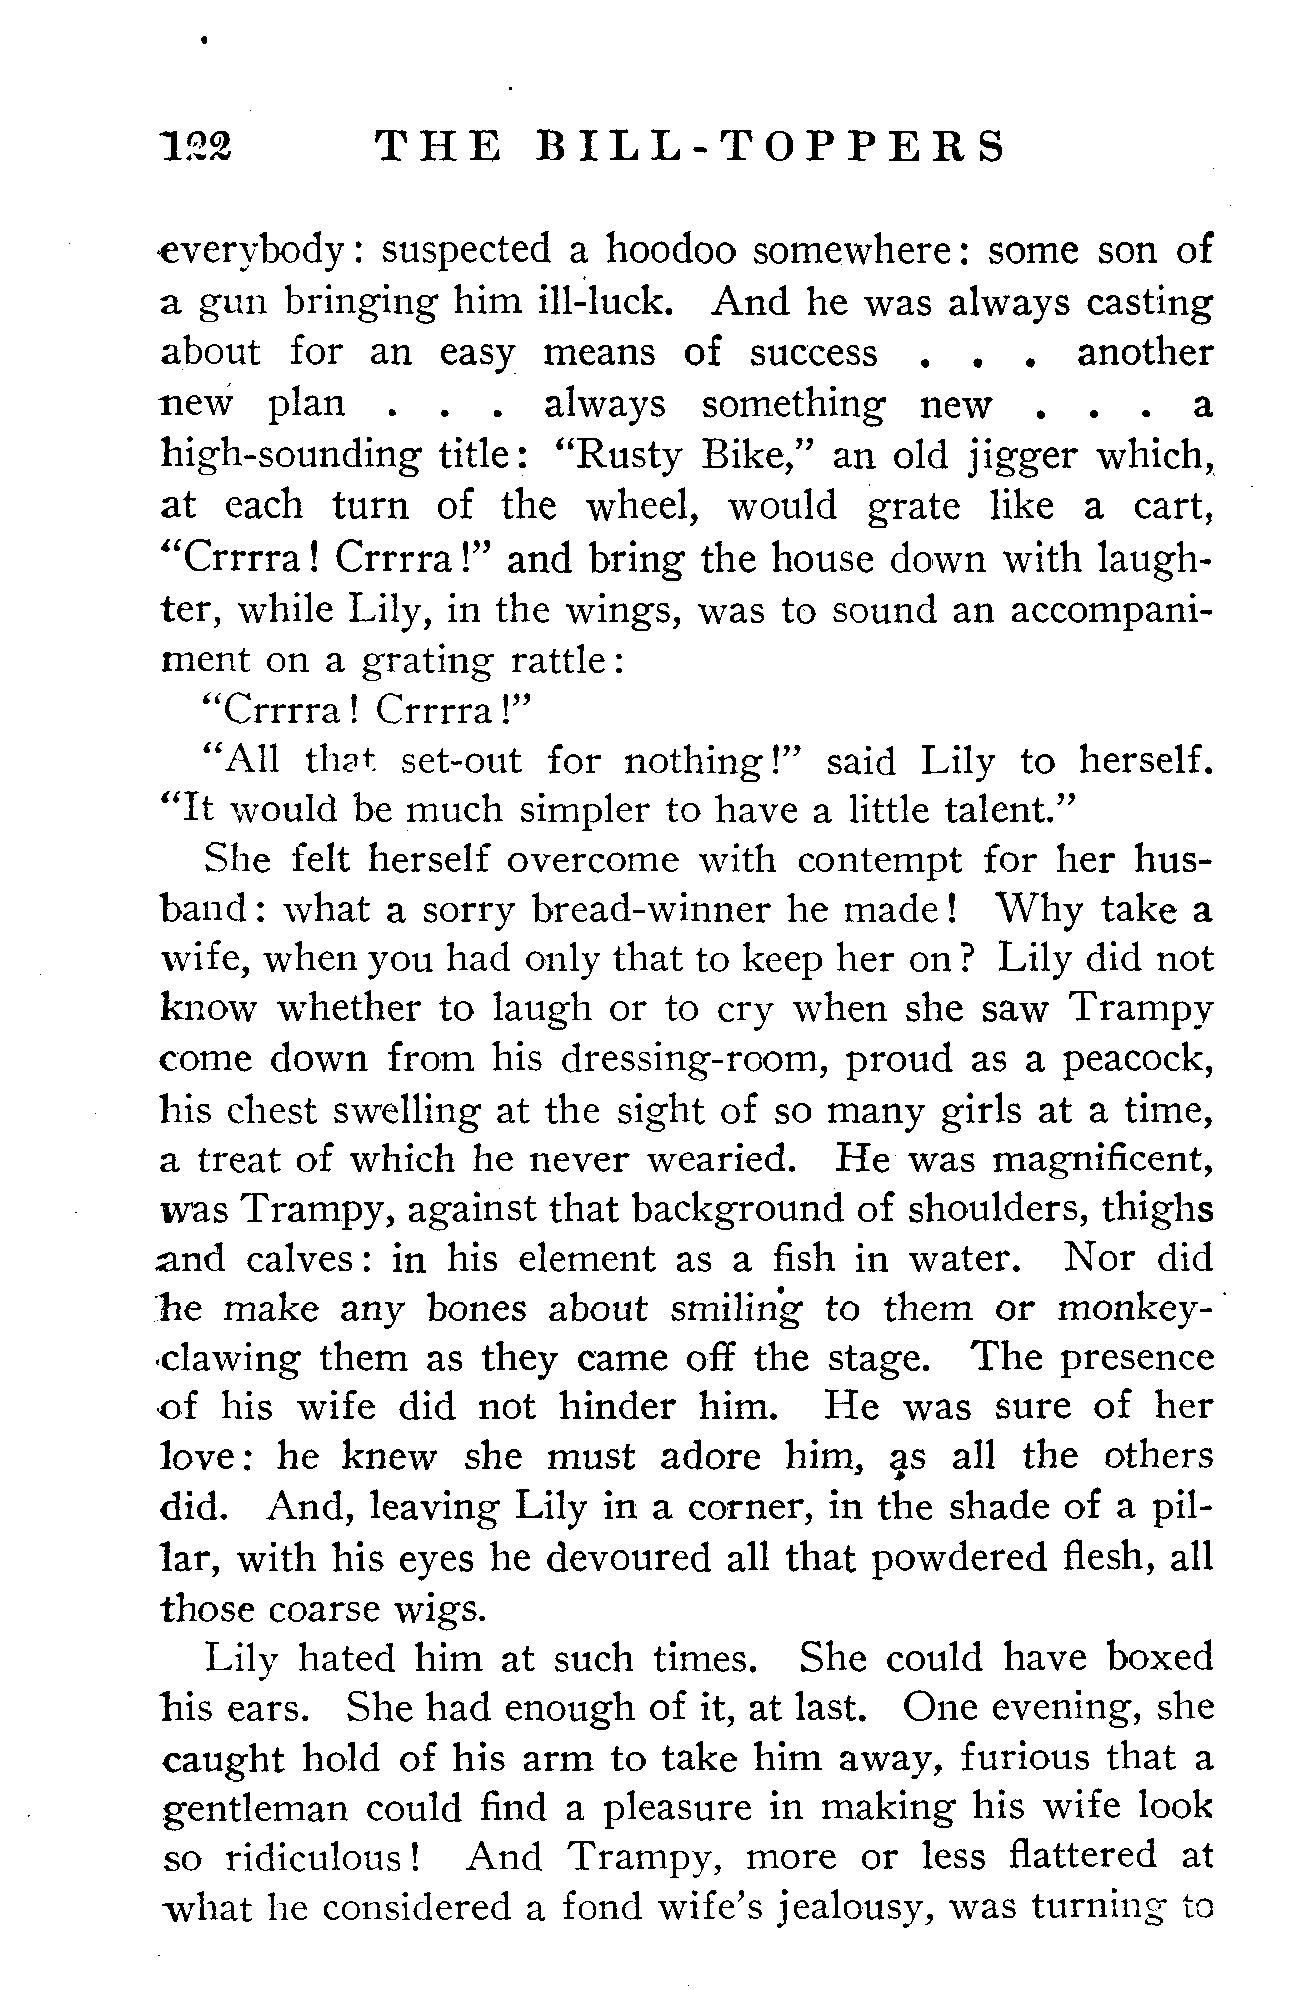 122 THE BILL-TOPPERS
everybody: suspected a hoodoo somewhere: some son of
a gun bringing him ill-luck. And he was always casting
about for an easy means of success . . . another
new plan . . . always something new . . . a
high-sounding title: “Rusty Bike,” an old jigger which,
at each turn of the wheel, would grate like a cart,
“Crrrra! Crrrra!” and bring the house down with laugh-
ter, while Lily, in the wings, was to sound an accompani-
ment on a grating rattle:
“Crrrra! Crrrra!”
“All that set-out for nothing!” said Lily to herself.
“It would be much simpler to have a little talent.”
She felt herself overcome with contempt for her hus-
band: what a sorry bread-winner he made! Why take a
wife, when you had only that to keep her on? Lily did not
know whether to laugh or to cry when she saw Trampy
come down from his dressing-room, proud as a peacock,
his chest swelling at the sight of so many girls at a time,
a treat of which he never wearied. He was magnificent,
was Trampy, against that background of shoulders, thighs
and calves: in his element as a fish in water. Nor did
he make any bones about smiling to them or monkey-
clawing them as they came off the stage. The presence
of his wife did not hinder him. He was sure of her
love: he knew she must adore him, as all the others
did. And, leaving Lily in a corner, in the shade of a pil-
lar, with his eyes he devoured all that powdered flesh, all
those coarse wigs.
Lily hated him at such times. She could have boxed
his ears. She had enough of it, at last. One evening, she
caught hold of his arm to take him away, furious that a
gentleman could find a pleasure in making his wife look
so ridiculous! And Trampy, more or less flattered at
what he considered a fond wife’s jealousy, was turning to